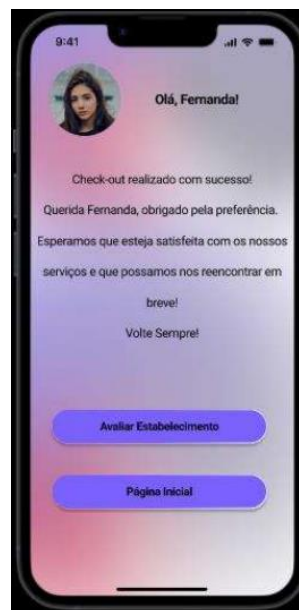 9:41
Olá, Fernanda!
Check-out realizado com sucesso!
Querida Fernanda, obrigado pela preferência.
Esperamos que esteja satisfeita com os nossos
serviços e que possamos nos reencontrar em
breve!
Volte Sempre!
Avaliar Estabelecimento
Página Inicial